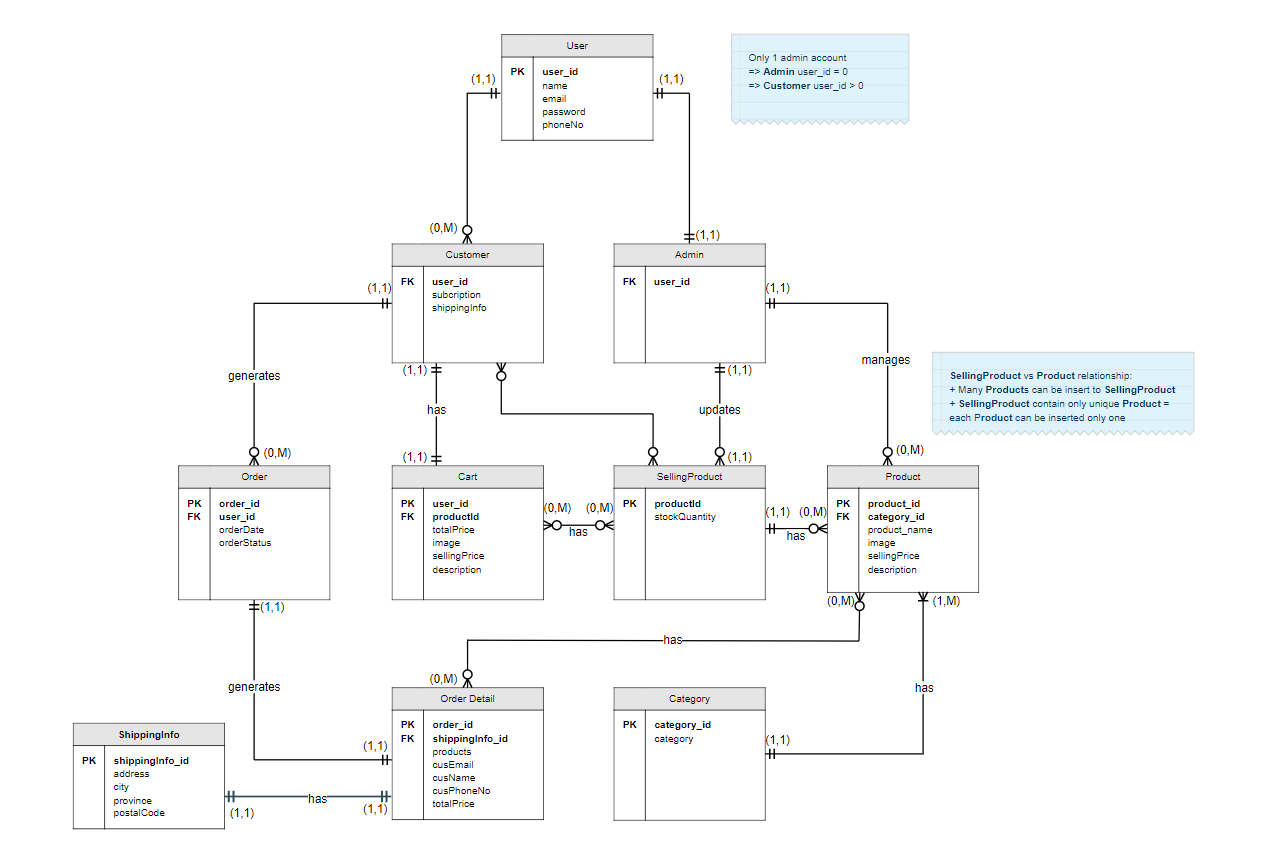 User
PK user_id
name
email
password
phoneNo
(1,1)
(1,1)
Only 1 admin account
=> Admin user_id = 0
=> Customer user_id > 0
(0,M)
(1,1)
Customer
FK user_id
subcription
shippingInfo
Admin
FK user_id
(1,1)
(1,1)
generates
manages
(1,1)
has
(1,1)
(1,1)
updates
(1,1)
SellingProduct vs Product relationship:
+ Many Products can be insert to SellingProduct
+ SellingProduct contain only unique Product =
each Product can be inserted only one
(0,M)
(0,M)
Order
PK order_id
FK user_id
orderDate
orderStatus
Cart
PK user_id
FK productId
totalPrice
image
sellingPrice
description
(0,M) (0,M)
has
SellingProduct
PK productId
stockQuantity
(1,1) (0,M)
has
Product
PK product_id
FK category_id
product_name
image
sellingPrice
description
(1,1)
(0,M)
(1,M)
has
generates
has
(0,M)
Order Detail
PK order_id
FK shippingInfo_id
products
cusEmail
cusName
cusPhoneNo
totalPrice
Category
PK category_id
category
(1,1)
(1,1)
ShippingInfo
PK shippingInfo_id
address
city
province
postalCode
has
(1,1)
(1,1)